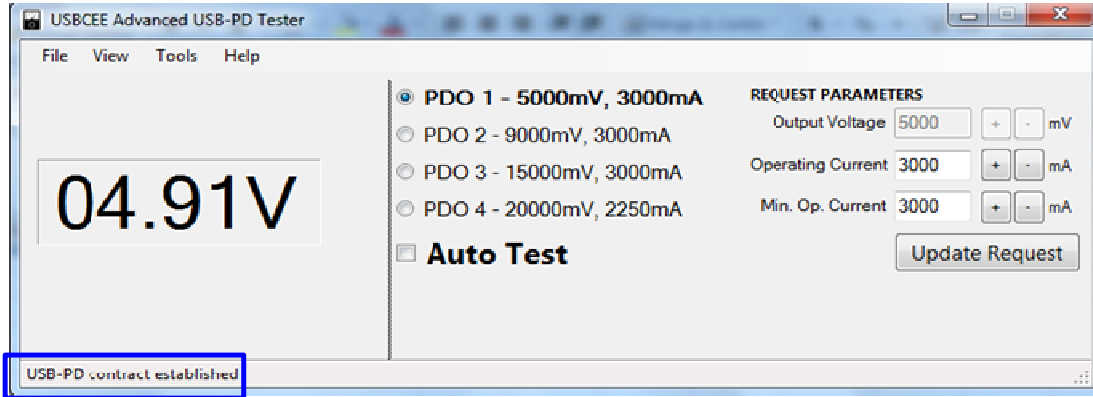 USBCEE Advanced USB-PD Tester
File View Tools Help
04.91V
PDO 1 - 5000mV, 3000mA
PDO 2 - 9000mV, 3000mA
PDO 3 - 15000mV, 3000mA
PDO 4 - 20000mV, 2250mA
Auto Test
REQUEST PARAMETERS
Output Voltage 5000 + - mV
Operating Current 3000 + - mA
Min. Op. Current 3000 + - mA
Update Request
USB-PD contract established